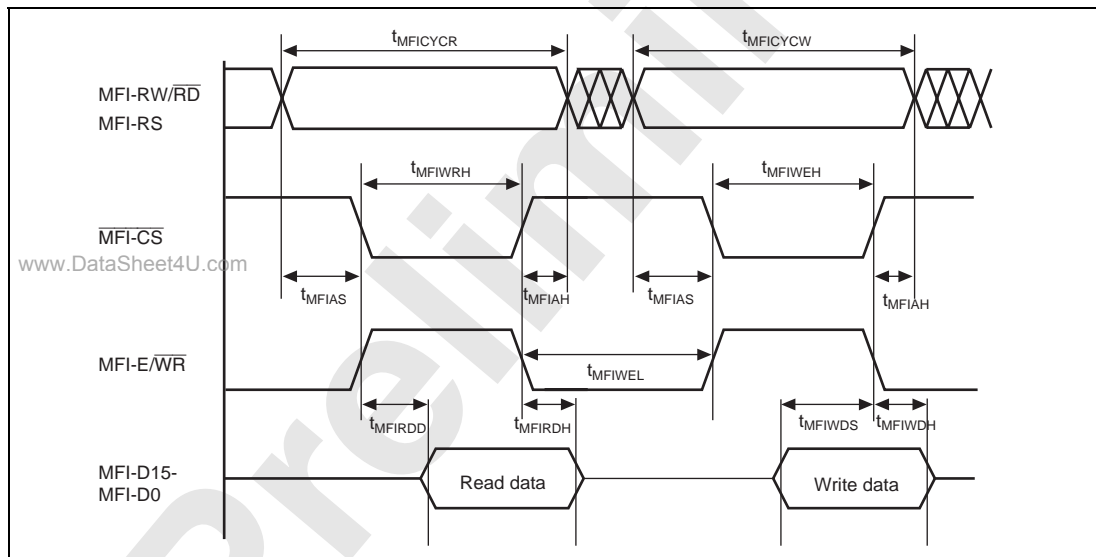 tMFICYCR
tMFICYCW
MFI-RW/RD
MFI-RS
tMFIWRH
tMFIWEH
MFI-CS
www.DataSheet4U.com
tMFIAS
tMFIAH
tMFIAS
tMFIAH
MFI-E/WR
tMFIWEL
tMFIRDD
tMFIRDH
tMFIWDS
tMFIWDH
MFI-D15-
MFI-D0
Read data
Write data
Prelimi